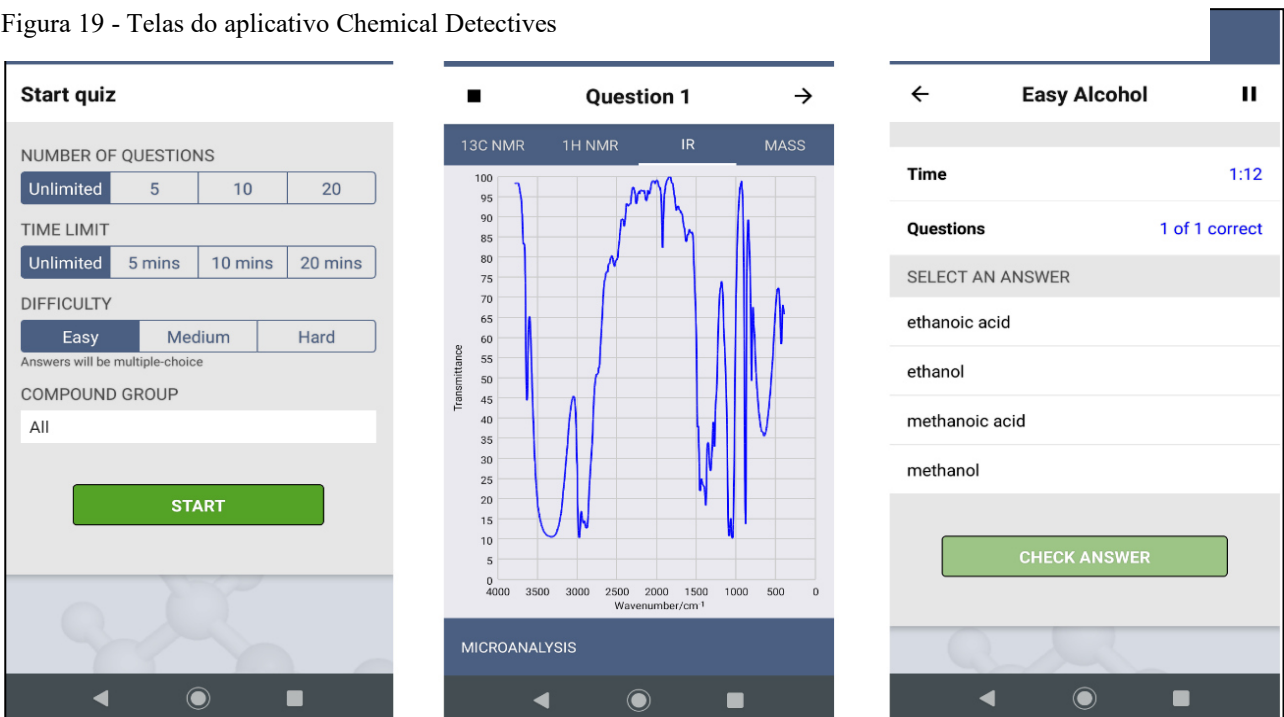 Figura 19 - Telas do aplicativo Chemical Detectives
Start quiz
NUMBER OF QUESTIONS
Unlimited 5 10 20
TIME LIMIT
Unlimited 5 mins 10 mins 20 mins
DIFFICULTY
Easy Medium Hard
Answers will be multiple-choice
COMPOUND GROUP
All
START
Question 1
13C NMR 1H NMR IR MASS
100
95
90
85
80
75
70
65
60
55
50
45
40
35
30
25
20
15
10
5
0
Transmittance
4000 3500 3000 2500 2000 1500 1000 500 0
Wavenumber/cm⁻¹
MICROANALYSIS
Easy Alcohol
Time 1:12
Questions 1 of 1 correct
SELECT AN ANSWER
ethanoic acid
ethanol
methanoic acid
methanol
CHECK ANSWER